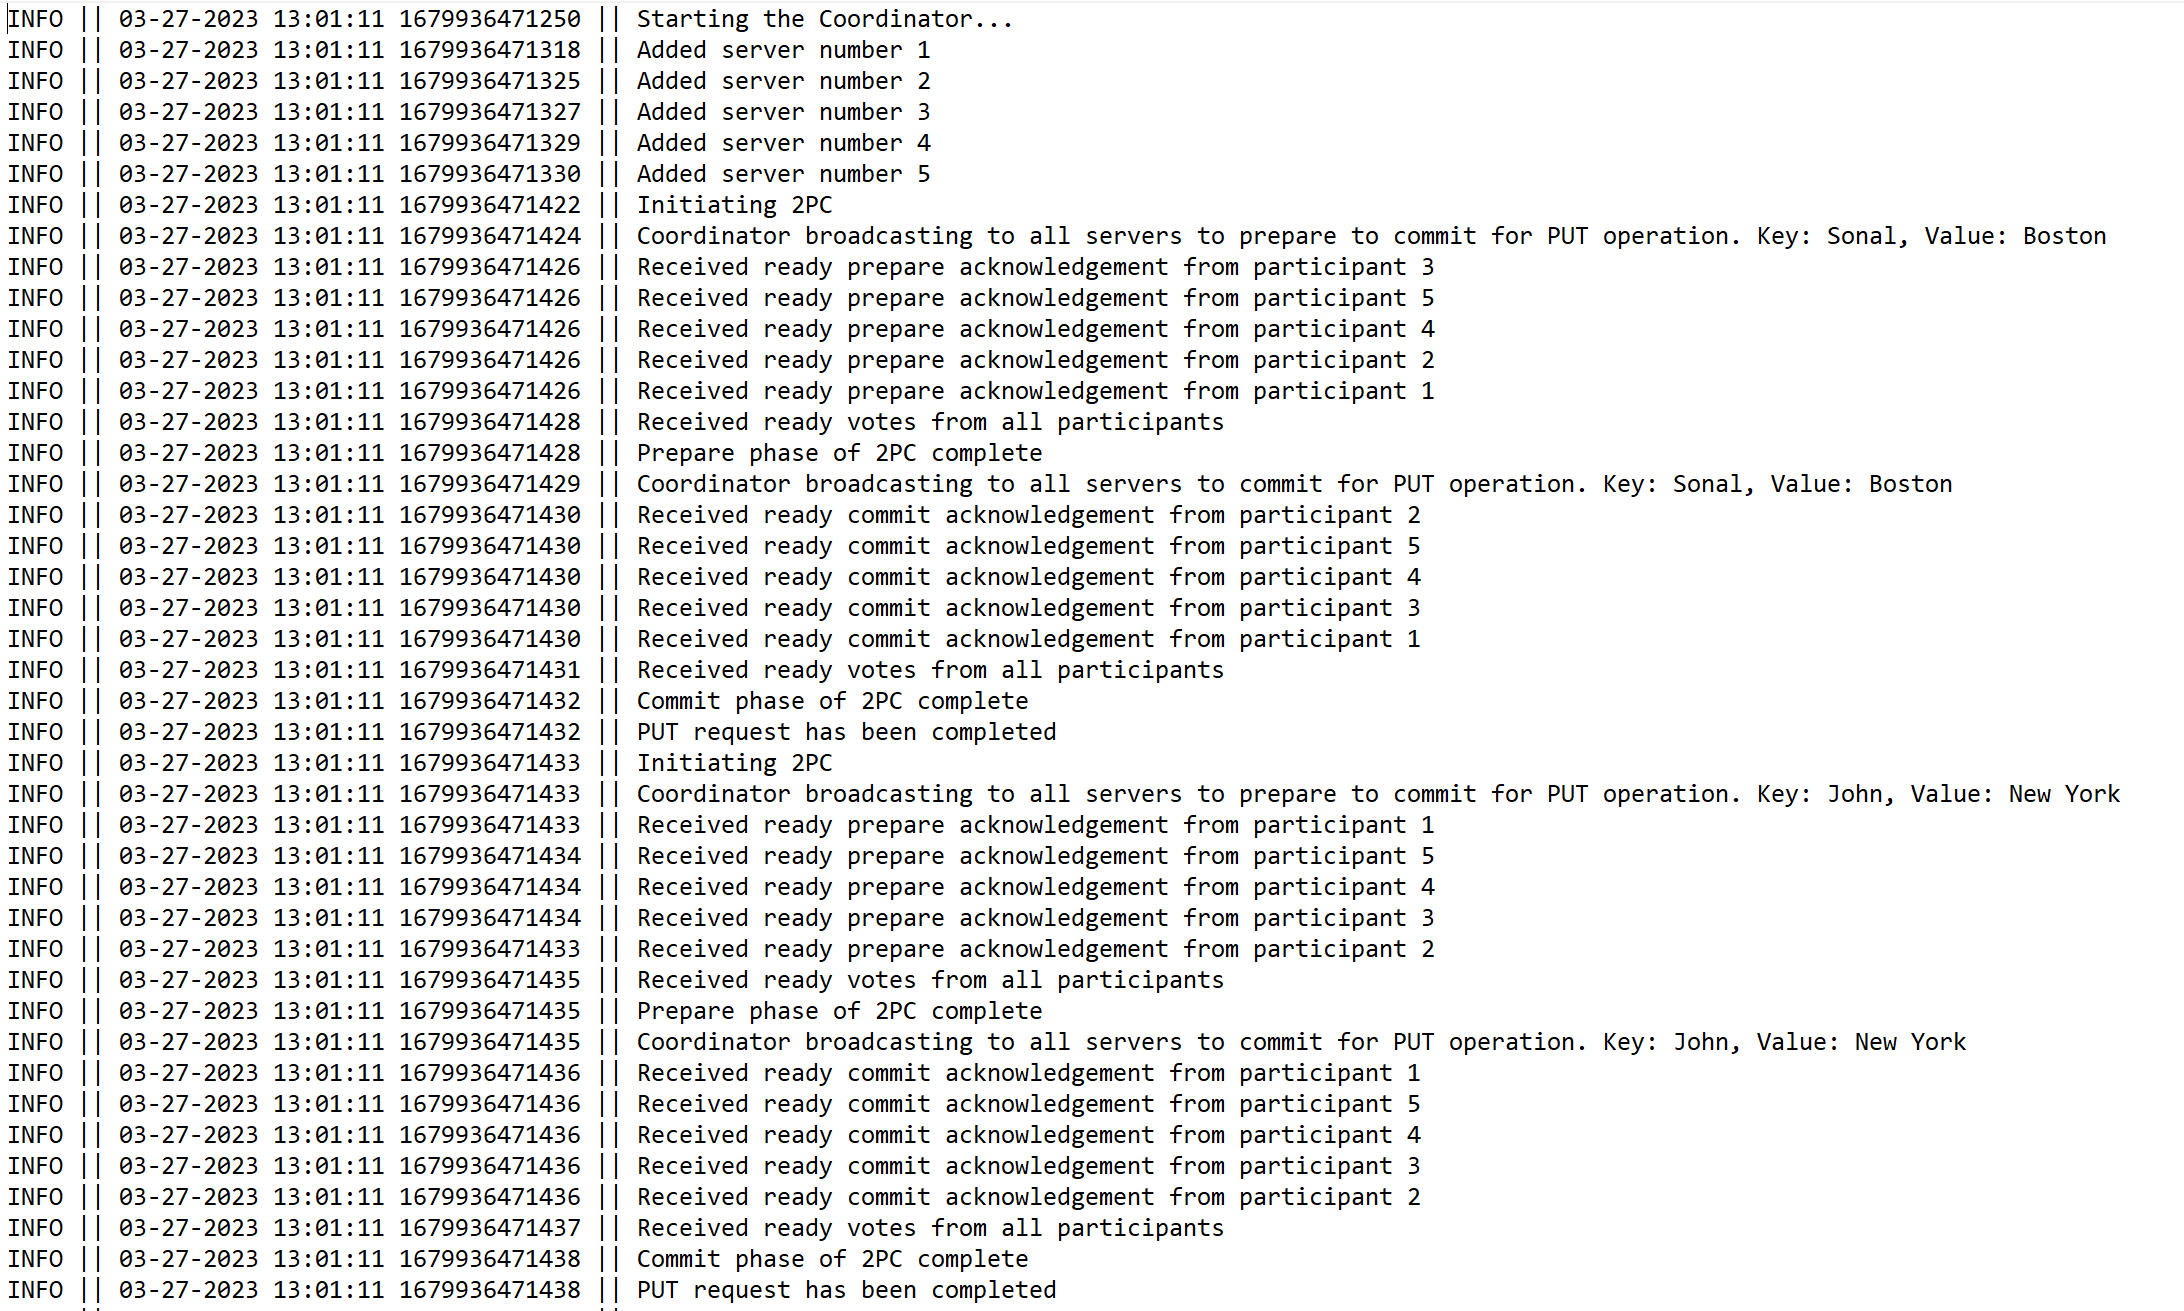 INFO || 03-27-2023 13:01:11 1679936471250 || Starting the Coordinator...
INFO || 03-27-2023 13:01:11 1679936471318 || Added server number 1
INFO || 03-27-2023 13:01:11 1679936471325 || Added server number 2
INFO || 03-27-2023 13:01:11 1679936471327 || Added server number 3
INFO || 03-27-2023 13:01:11 1679936471329 || Added server number 4
INFO || 03-27-2023 13:01:11 1679936471330 || Added server number 5
INFO || 03-27-2023 13:01:11 1679936471422 || Initiating 2PC
INFO || 03-27-2023 13:01:11 1679936471424 || Coordinator broadcasting to all servers to prepare to commit for PUT operation. Key: Sonal, Value: Boston
INFO || 03-27-2023 13:01:11 1679936471426 || Received ready prepare acknowledgement from participant 3
INFO || 03-27-2023 13:01:11 1679936471426 || Received ready prepare acknowledgement from participant 5
INFO || 03-27-2023 13:01:11 1679936471426 || Received ready prepare acknowledgement from participant 4
INFO || 03-27-2023 13:01:11 1679936471426 || Received ready prepare acknowledgement from participant 2
INFO || 03-27-2023 13:01:11 1679936471426 || Received ready prepare acknowledgement from participant 1
INFO || 03-27-2023 13:01:11 1679936471428 || Received ready votes from all participants
INFO || 03-27-2023 13:01:11 1679936471428 || Prepare phase of 2PC complete
INFO || 03-27-2023 13:01:11 1679936471429 || Coordinator broadcasting to all servers to commit for PUT operation. Key: Sonal, Value: Boston
INFO || 03-27-2023 13:01:11 1679936471430 || Received ready commit acknowledgement from participant 2
INFO || 03-27-2023 13:01:11 1679936471430 || Received ready commit acknowledgement from participant 5
INFO || 03-27-2023 13:01:11 1679936471430 || Received ready commit acknowledgement from participant 4
INFO || 03-27-2023 13:01:11 1679936471430 || Received ready commit acknowledgement from participant 3
INFO || 03-27-2023 13:01:11 1679936471430 || Received ready commit acknowledgement from participant 1
INFO || 03-27-2023 13:01:11 1679936471431 || Received ready votes from all participants
INFO || 03-27-2023 13:01:11 1679936471432 || Commit phase of 2PC complete
INFO || 03-27-2023 13:01:11 1679936471432 || PUT request has been completed
INFO || 03-27-2023 13:01:11 1679936471433 || Initiating 2PC
INFO || 03-27-2023 13:01:11 1679936471433 || Coordinator broadcasting to all servers to prepare to commit for PUT operation. Key: John, Value: New York
INFO || 03-27-2023 13:01:11 1679936471433 || Received ready prepare acknowledgement from participant 1
INFO || 03-27-2023 13:01:11 1679936471434 || Received ready prepare acknowledgement from participant 5
INFO || 03-27-2023 13:01:11 1679936471434 || Received ready prepare acknowledgement from participant 4
INFO || 03-27-2023 13:01:11 1679936471434 || Received ready prepare acknowledgement from participant 3
INFO || 03-27-2023 13:01:11 1679936471433 || Received ready prepare acknowledgement from participant 2
INFO || 03-27-2023 13:01:11 1679936471435 || Received ready votes from all participants
INFO || 03-27-2023 13:01:11 1679936471435 || Prepare phase of 2PC complete
INFO || 03-27-2023 13:01:11 1679936471435 || Coordinator broadcasting to all servers to commit for PUT operation. Key: John, Value: New York
INFO || 03-27-2023 13:01:11 1679936471436 || Received ready commit acknowledgement from participant 1
INFO || 03-27-2023 13:01:11 1679936471436 || Received ready commit acknowledgement from participant 5
INFO || 03-27-2023 13:01:11 1679936471436 || Received ready commit acknowledgement from participant 4
INFO || 03-27-2023 13:01:11 1679936471436 || Received ready commit acknowledgement from participant 3
INFO || 03-27-2023 13:01:11 1679936471436 || Received ready commit acknowledgement from participant 2
INFO || 03-27-2023 13:01:11 1679936471437 || Received ready votes from all participants
INFO || 03-27-2023 13:01:11 1679936471438 || Commit phase of 2PC complete
INFO || 03-27-2023 13:01:11 1679936471438 || PUT request has been completed